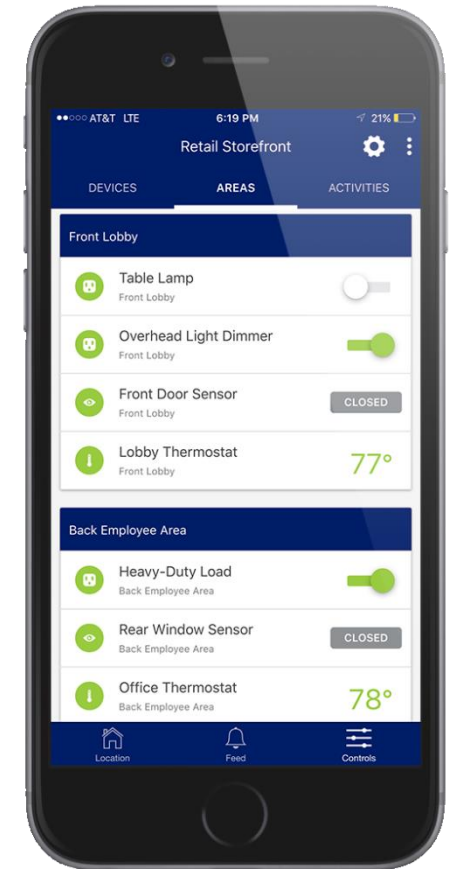 AT&T LTE 6:19 PM 21%
Retail Storefront
DEVICES AREAS ACTIVITIES
Front Lobby
Table Lamp
Front Lobby
Overhead Light Dimmer
Front Lobby
Front Door Sensor
Front Lobby
CLOSED
Lobby Thermostat
Front Lobby
77°
Back Employee Area
Heavy-Duty Load
Back Employee Area
Rear Window Sensor
Back Employee Area
CLOSED
Office Thermostat
Back Employee Area
78°
Location Feed Controls